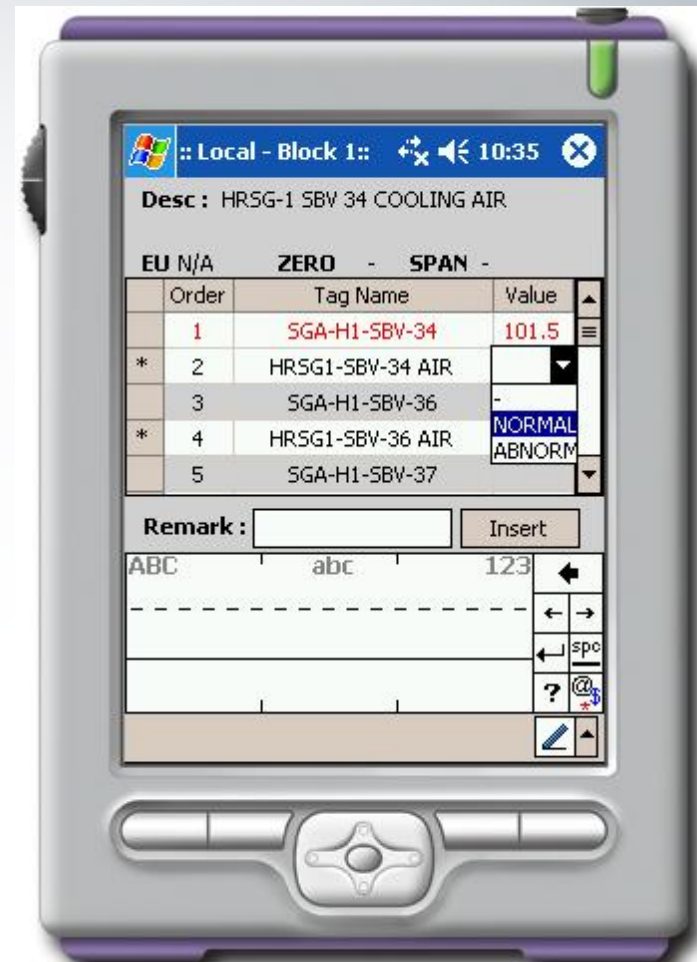 :: Local - Block 1:: 10:35
Desc : HRSG-1 SBV 34 COOLING AIR
EU N/A ZERO - SPAN -
Order Tag Name Value
1 SGA-H1-SBV-34 101.5
* 2 HRSG1-SBV-34 AIR
3 SGA-H1-SBV-36 -
NORMAL
* 4 HRSG1-SBV-36 AIR
ABNORM
5 SGA-H1-SBV-37
Remark : Insert
ABC abc 123
spc
? @*$